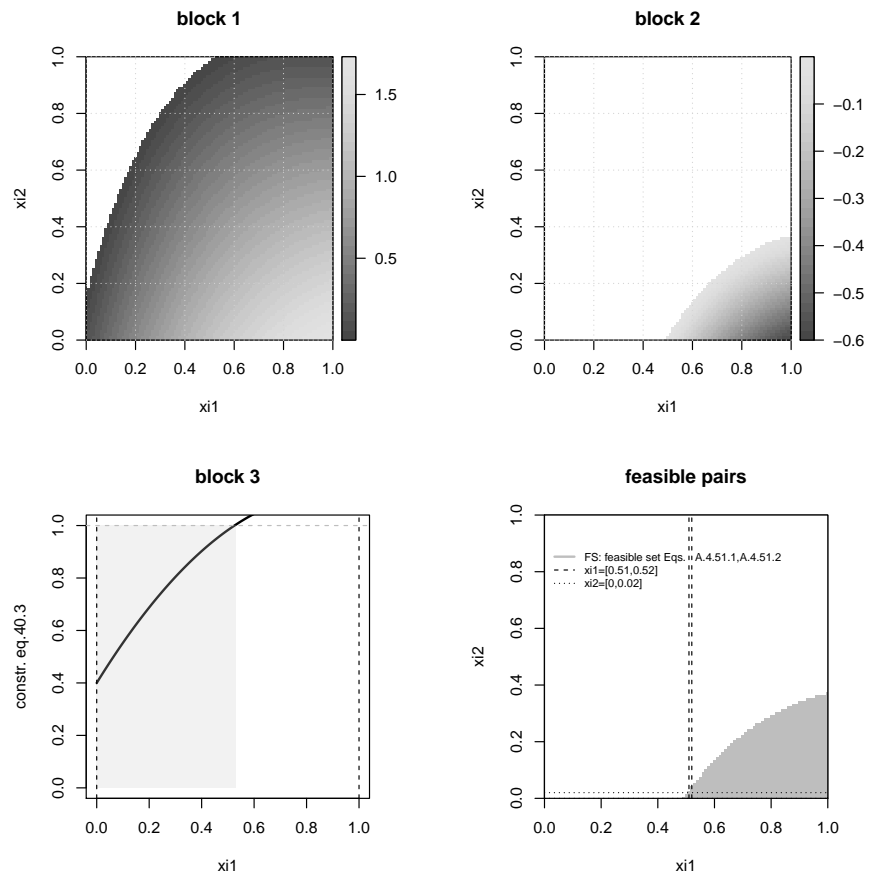 block 1
block 2
xi2
1.0
0.8
0.6
0.4
0.2
0.0
1.5
1.0
0.5
0.0 0.2 0.4 0.6 0.8 1.0
xi1
xi2
1.0
0.8
0.6
0.4
0.2
0.0
−0.1
−0.2
−0.3
−0.4
−0.5
−0.6
0.0 0.2 0.4 0.6 0.8 1.0
xi1
block 3
feasible pairs
constr. eq.40.3
1.0
0.8
0.6
0.4
0.2
0.0
0.0 0.2 0.4 0.6 0.8 1.0
xi1
xi2
1.0
0.8
0.6
0.4
0.2
0.0
FS: feasible set Eqs. A.4.51.1,A.4.51.2
xi1=[0.51,0.52]
xi2=[0,0.02]
0.0 0.2 0.4 0.6 0.8 1.0
xi1